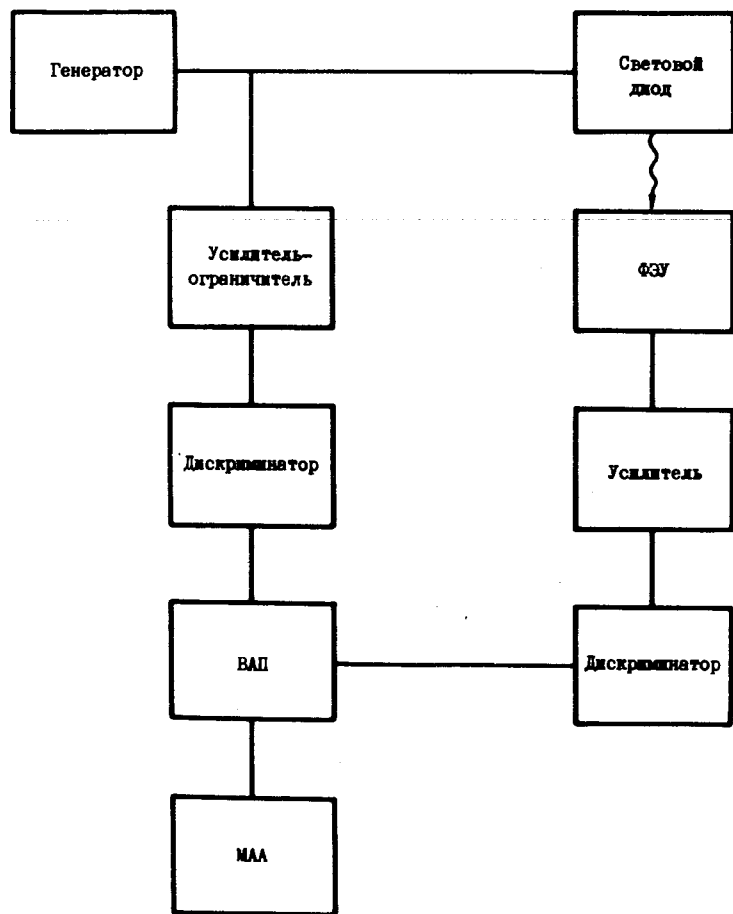 Генератор
Световой
диод
Усилитель-
ограничитель
ФЭУ
Дискриминатор
Усилитель
ВАП
Дискриминатор
МАА